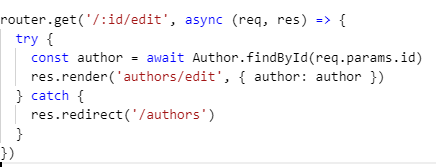 router.get('/:id/edit', async (req, res) => {
  try {
    const author = await Author.findById(req.params.id)
    res.render('authors/edit', { author: author })
  } catch {
    res.redirect('/authors')
  }
})